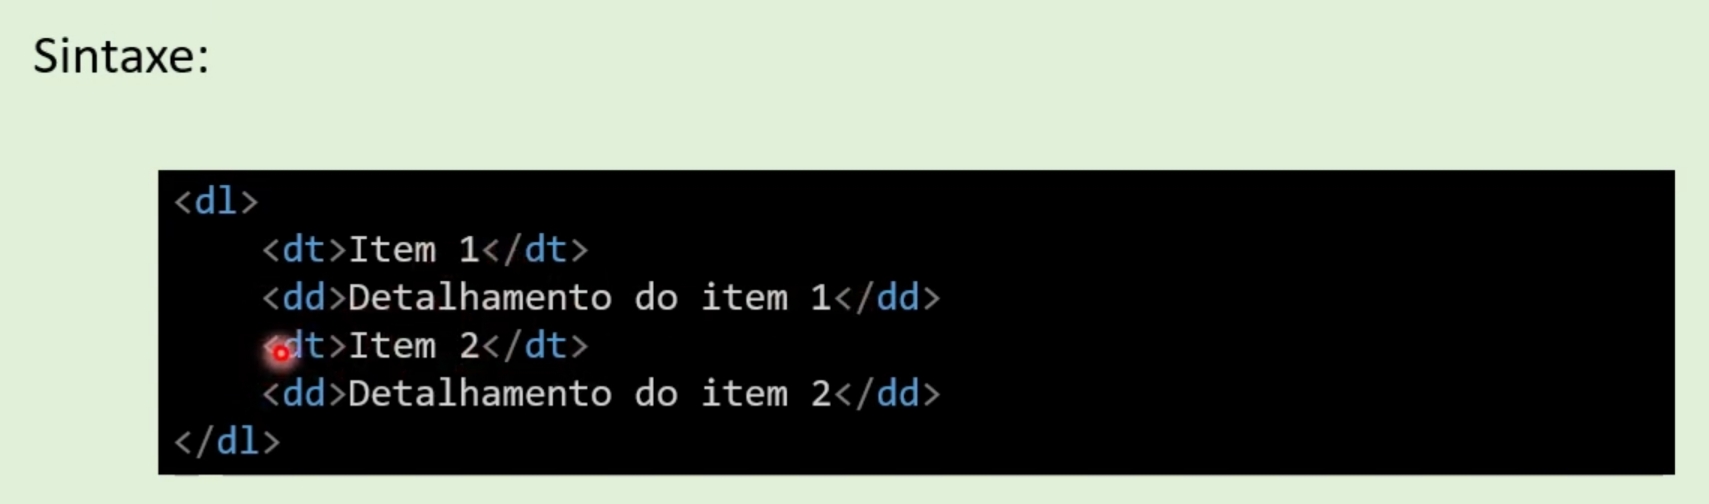 Sintaxe:
<dl>
<dt>Item 1</dt>
<dd>Detalhamento do item 1</dd>
<dt>Item 2</dt>
<dd>Detalhamento do item 2</dd>
</dl>